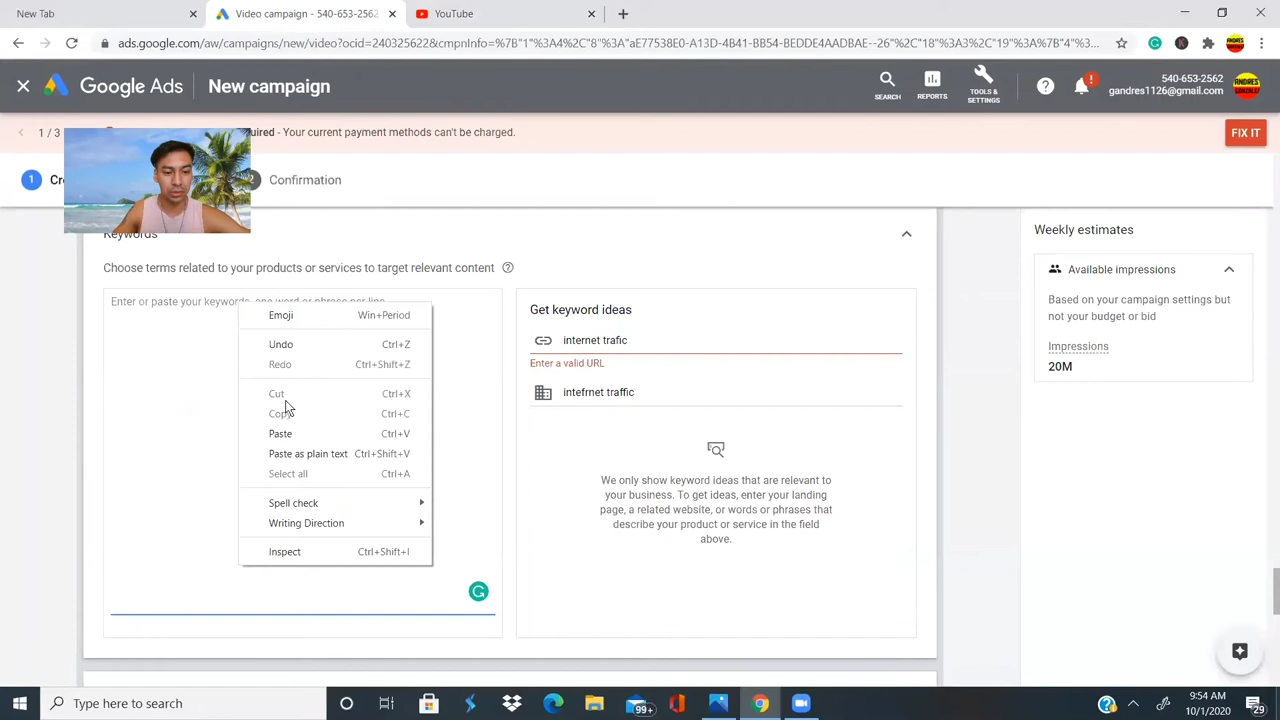 New Tab
Video campaign - 540-653-2562
YouTube
ads.google.com/aw/campaigns/new/video?ocid=240325622&cmpnInfo=%7B"1"%3A4%2C"8"%3A"aE77538E0-A13D-4B41-BB54-BEDDE4AADBAE--26"%2C"18"%3A3%2C"19"%3A%7B"4"%3...
Google Ads
New campaign
SEARCH
REPORTS
TOOLS &
SETTINGS
540-653-2562
gandres1126@gmail.com
1 / 3
- Your current payment methods can't be charged.
FIX IT
1
2
Confirmation
Keywords
Choose terms related to your products or services to target relevant content
Enter or paste your keywords, one word or phrase per line
Emoji Win+Period
Undo Ctrl+Z
Redo Ctrl+Shift+Z
Cut Ctrl+X
Copy Ctrl+C
Paste Ctrl+V
Paste as plain text Ctrl+Shift+V
Select all Ctrl+A
Spell check
Writing Direction
Inspect Ctrl+Shift+I
Get keyword ideas
internet trafic
Enter a valid URL
intefrnet traffic
We only show keyword ideas that are relevant to
your business. To get ideas, enter your landing
page, a related website, or words or phrases that
describe your product or service in the field
above.
Weekly estimates
Available impressions
Based on your campaign settings but
not your budget or bid
Impressions
20M
Type here to search
99+
9:54 AM
10/1/2020
29